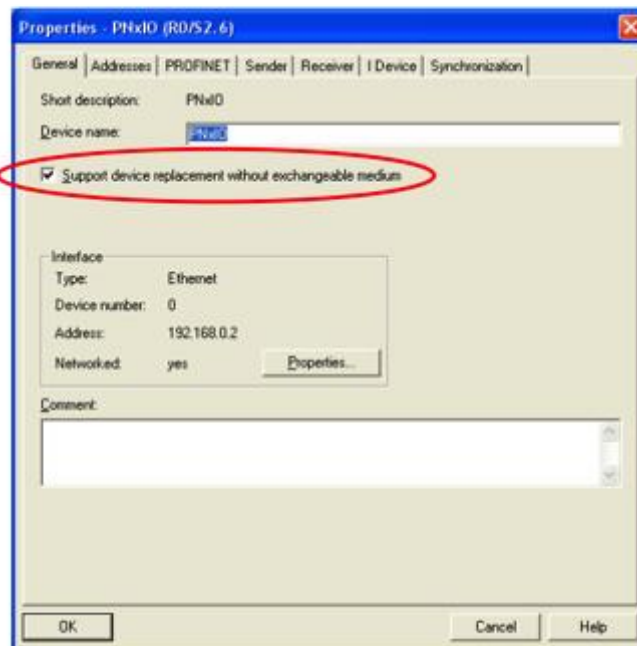 Properties - PNxIO (R0/S2.6)
General Addresses PROFINET Sender Receiver I Device Synchronization
Short description: PNxIO
Device name: PNxIO
Support device replacement without exchangeable medium
Interface
Type: Ethernet
Device number: 0
Address: 192.168.0.2
Networked: yes Properties...
Comment:
OK Cancel Help